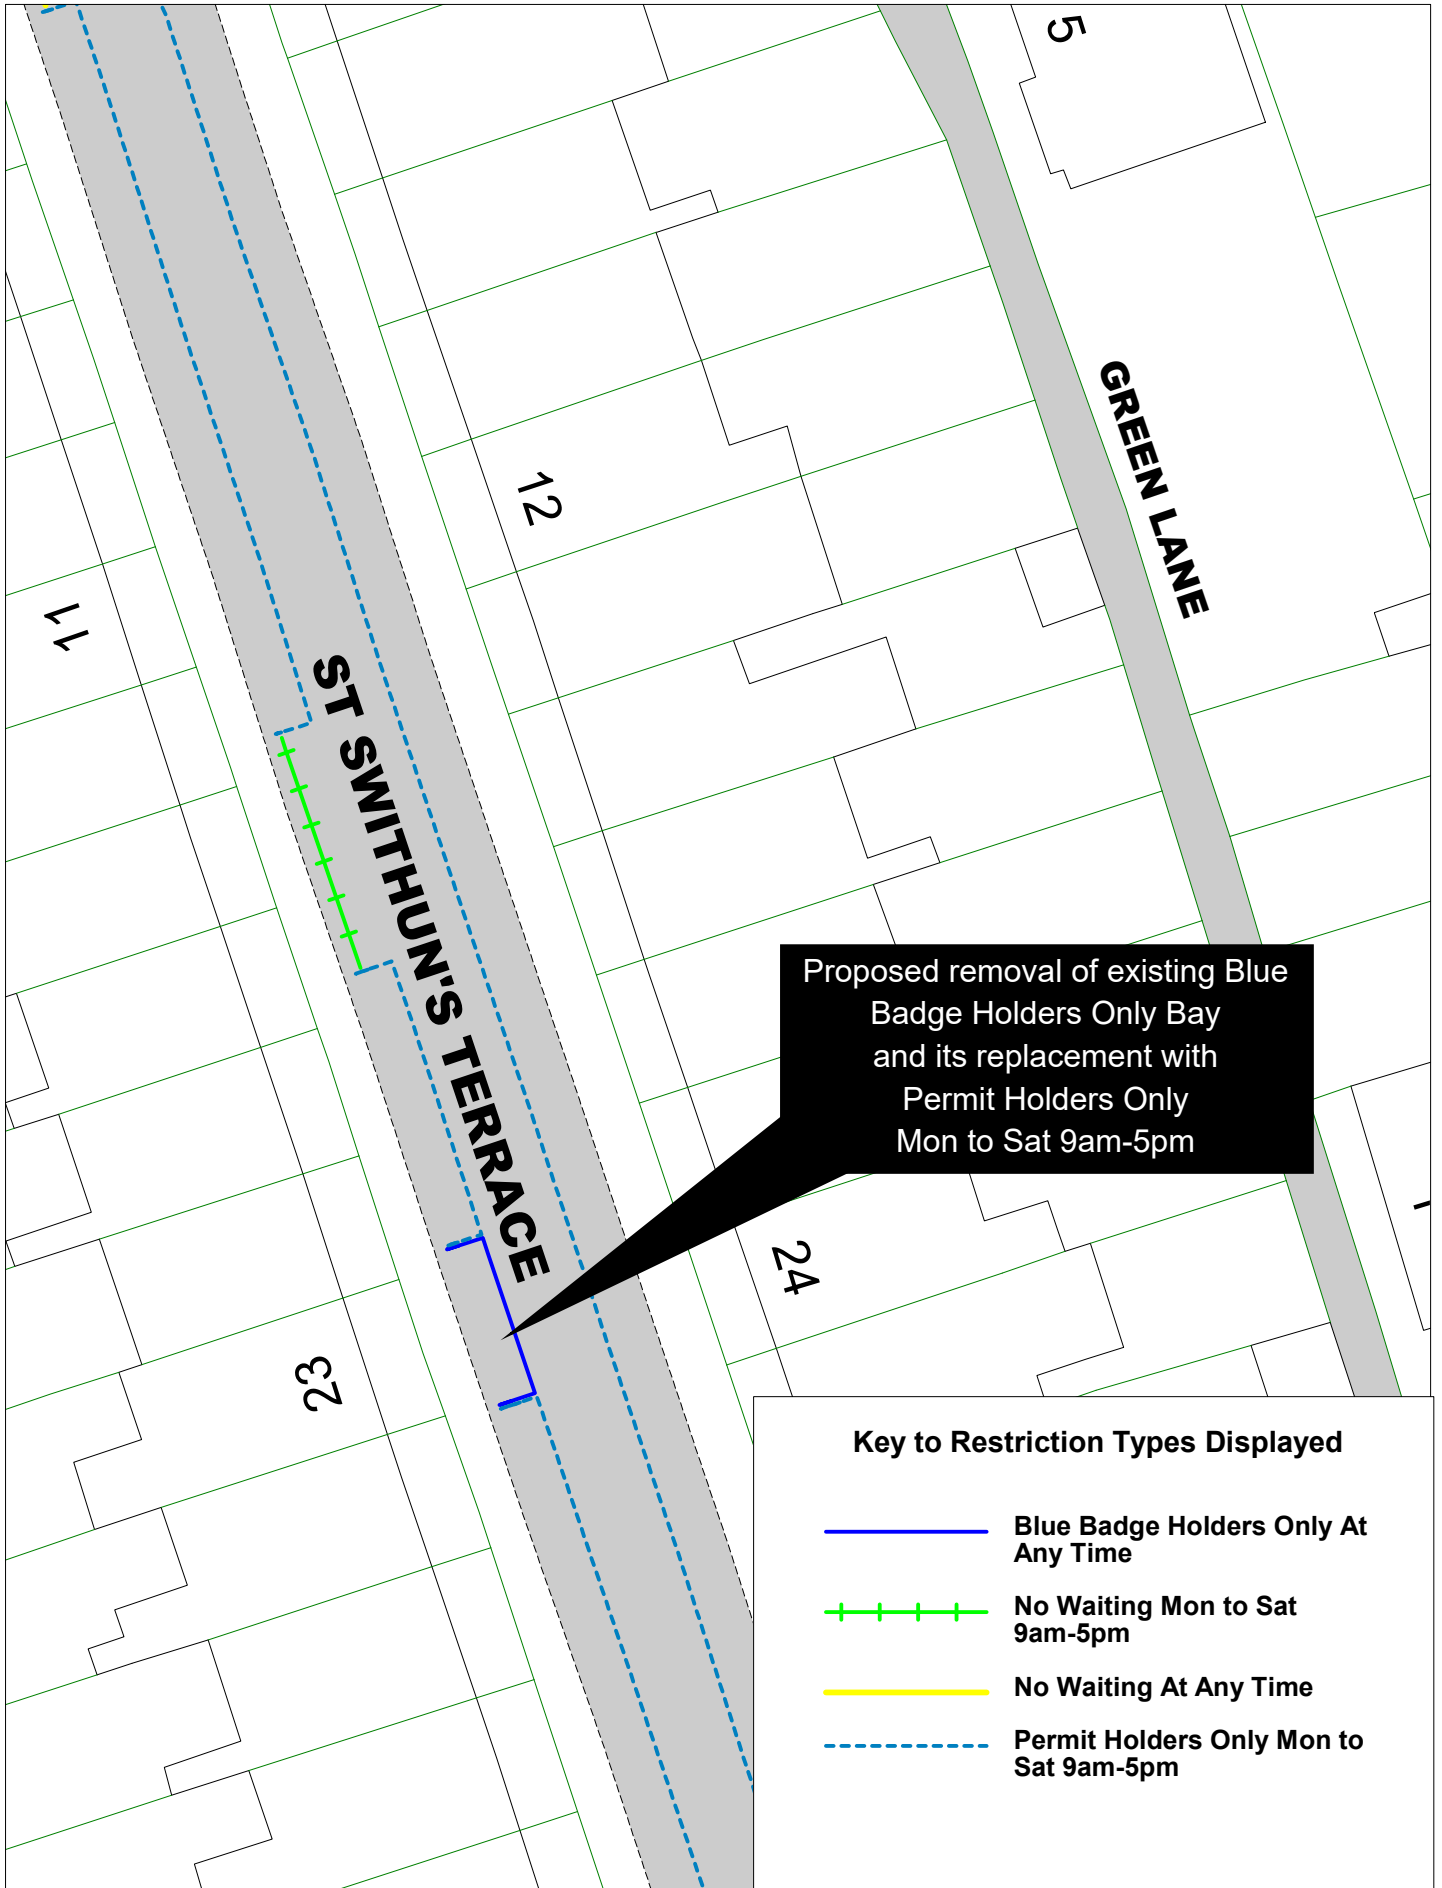 5
GREEN LANE
12
11
ST SWITHUN'S TERRACE
Proposed removal of existing Blue
Badge Holders Only Bay
and its replacement with
Permit Holders Only
Mon to Sat 9am-5pm
24
23
Key to Restriction Types Displayed
Blue Badge Holders Only At
Any Time
No Waiting Mon to Sat
9am-5pm
No Waiting At Any Time
Permit Holders Only Mon to
Sat 9am-5pm